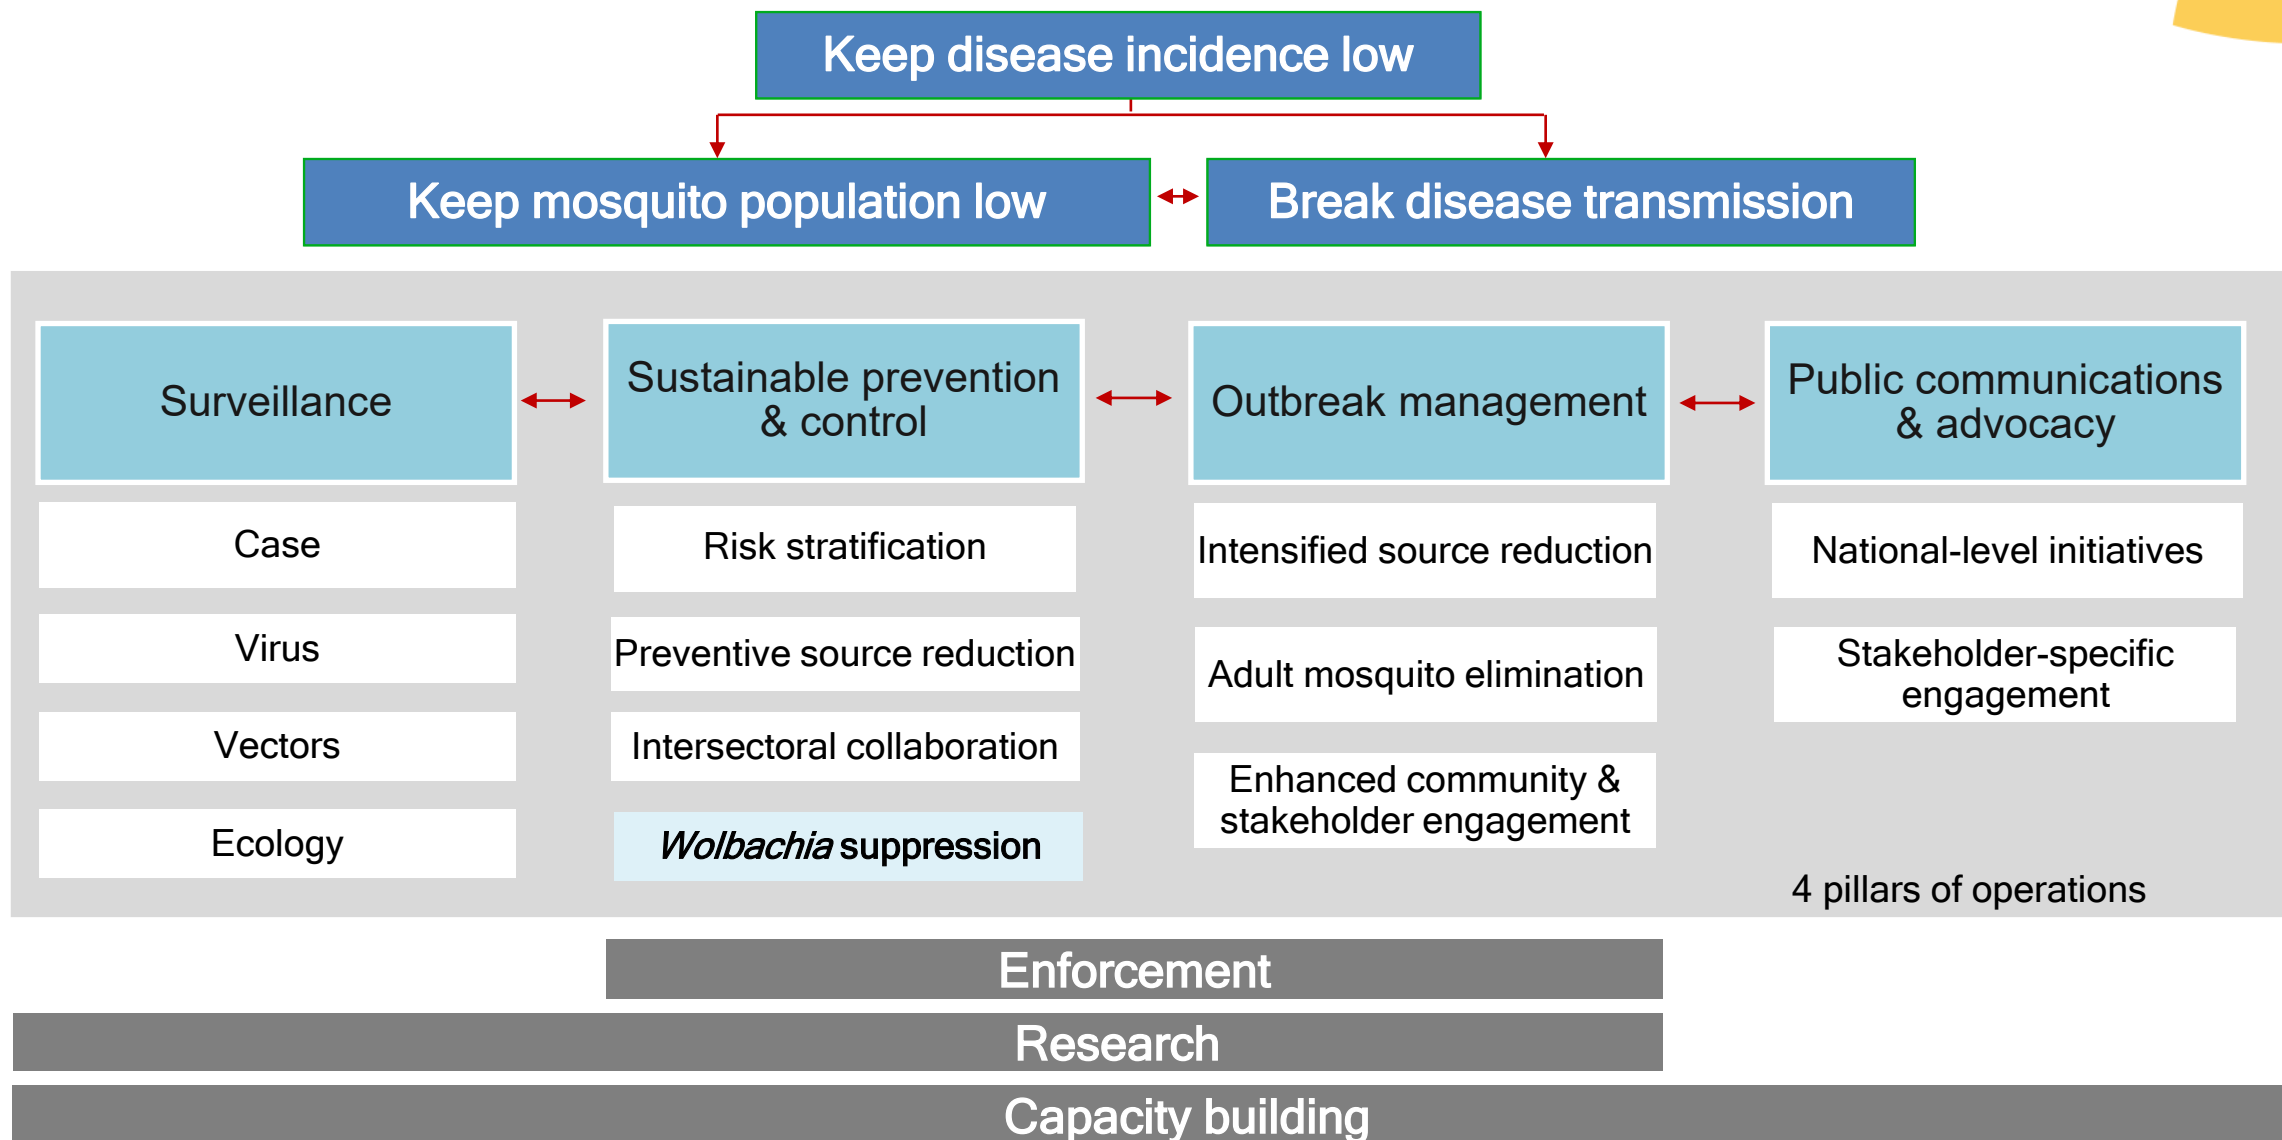 Keep disease incidence low
Keep mosquito population low
Break disease transmission
Surveillance
Case
Virus
Vectors
Ecology
Sustainable prevention
& control
Risk stratification
Preventive source reduction
Intersectoral collaboration
Wolbachia suppression
Outbreak management
Intensified source reduction
Adult mosquito elimination
Enhanced community &
stakeholder engagement
Public communications
& advocacy
National-level initiatives
Stakeholder-specific
engagement
4 pillars of operations
Enforcement
Research
Capacity building